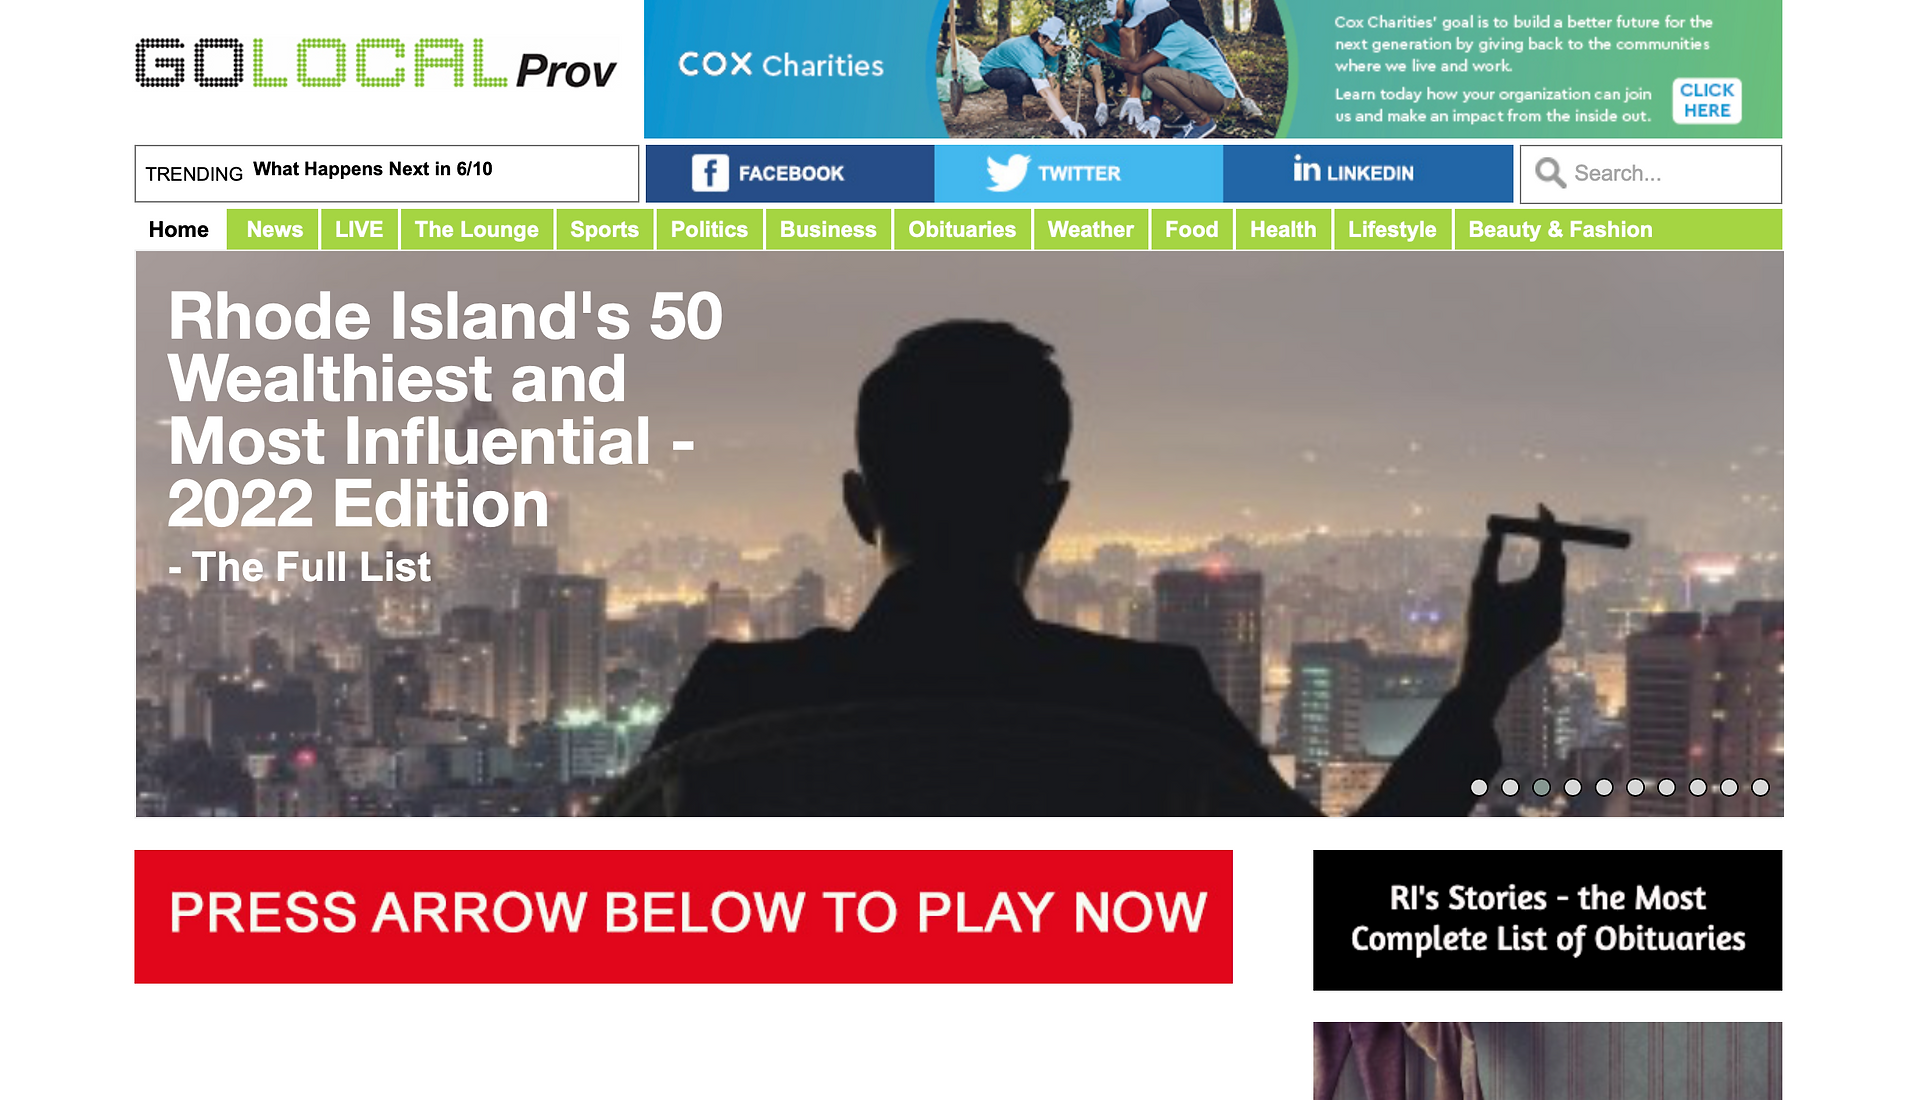 GOLOCAL Prov
COX Charities
Cox Charities' goal is to build a better future for the
next generation by giving back to the communities
where we live and work.
Learn today how your organization can join
us and make an impact from the inside out.
CLICK
HERE
TRENDING What Happens Next in 6/10
f FACEBOOK
TWITTER
in LINKEDIN
Search...
Home News LIVE The Lounge Sports Politics Business Obituaries Weather Food Health Lifestyle Beauty & Fashion
Rhode Island's 50
Wealthiest and
Most Influential -
2022 Edition
- The Full List
PRESS ARROW BELOW TO PLAY NOW
RI's Stories - the Most
Complete List of Obituaries